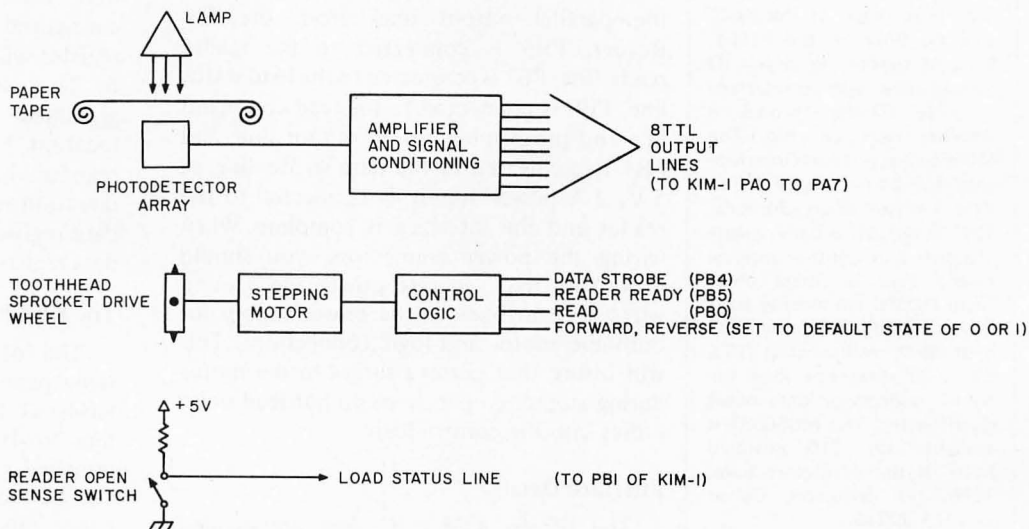 LAMP
PAPER
TAPE
PHOTODETECTOR
ARRAY
AMPLIFIER
AND SIGNAL
CONDITIONING
8TTL
OUTPUT
LINES
(TO KIM-1 PA0 TO PA7)
TOOTHHEAD
SPROCKET DRIVE
WHEEL
STEPPING
MOTOR
CONTROL
LOGIC
DATA STROBE (PB4)
READER READY (PB5)
READ (PB0)
FORWARD, REVERSE (SET TO DEFAULT STATE OF 0 OR 1)
+5V
READER OPEN
SENSE SWITCH
LOAD STATUS LINE (TO PB1 OF KIM-1)